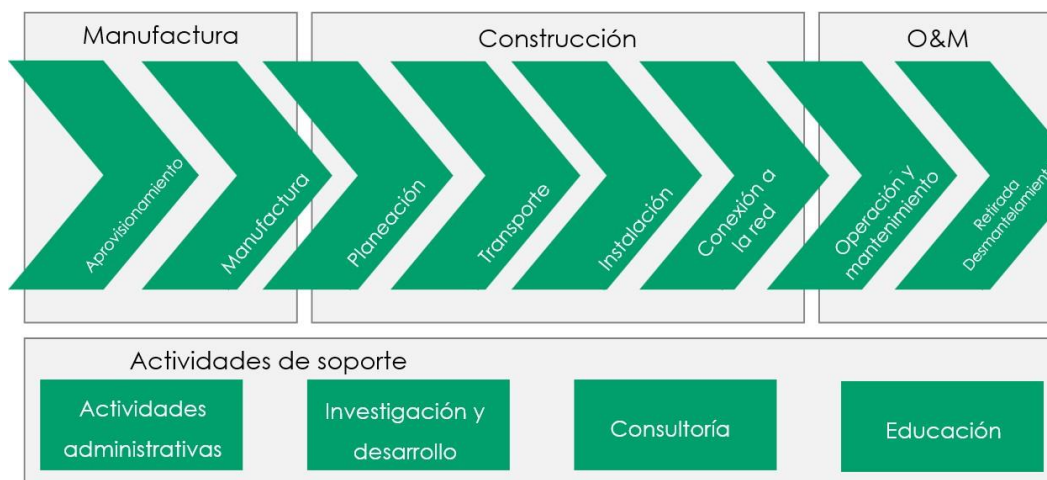 Manufactura
Construcción
O&M
Aprovisionamiento
Manufactura
Planeación
Transporte
Instalación
Conexión a
la red
Operación y
mantenimiento
Retirada
Desmantelamient
Actividades de soporte
Actividades
administrativas
Investigación y
desarrollo
Consultoría
Educación